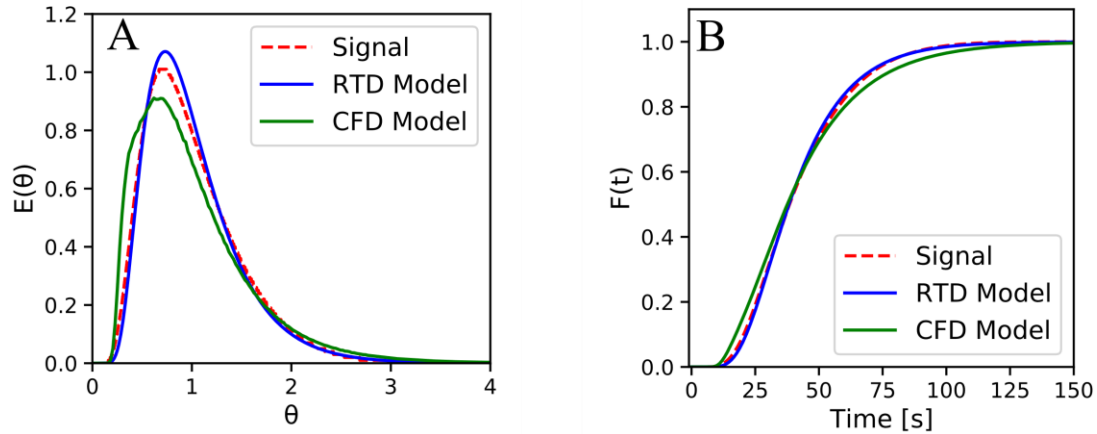 A
E(θ)
1.2
1.0
0.8
0.6
0.4
0.2
0.0
Signal
RTD Model
CFD Model
0 1 2 3 4
θ
B
F(t)
1.0
0.8
0.6
0.4
0.2
0.0
Signal
RTD Model
CFD Model
0 25 50 75 100 125 150
Time [s]